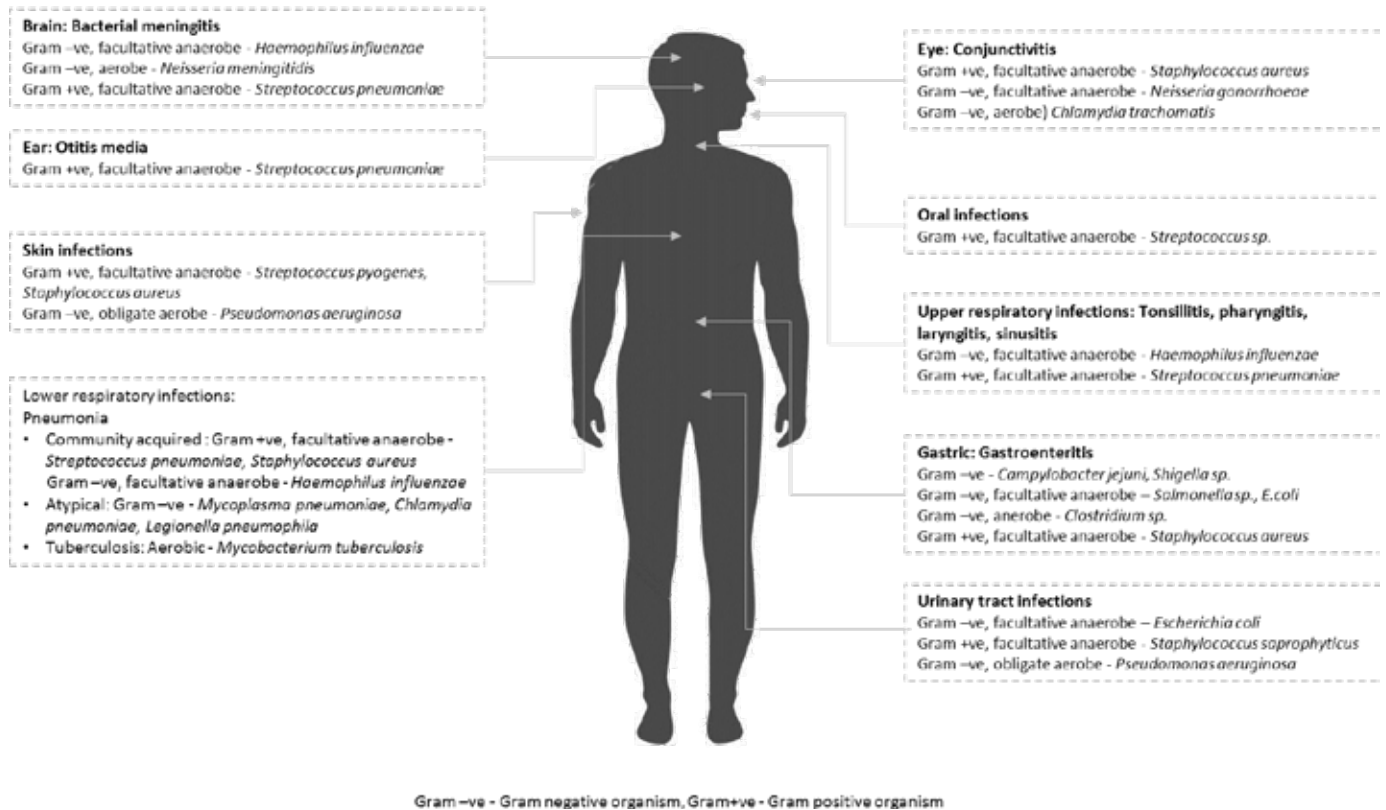 Brain: Bacterial meningitis
Gram –ve, facultative anaerobe - Haemophilus influenzae
Gram –ve, aerobe - Neisseria meningitidis
Gram +ve, facultative anaerobe - Streptococcus pneumoniae
Ear: Otitis media
Gram +ve, facultative anaerobe - Streptococcus pneumoniae
Skin infections
Gram +ve, facultative anaerobe - Streptococcus pyogenes,
Staphylococcus aureus
Gram –ve, obligate aerobe - Pseudomonas aeruginosa
Lower respiratory infections:
Pneumonia
• Community acquired : Gram +ve, facultative anaerobe -
Streptococcus pneumoniae, Staphylococcus aureus
Gram –ve, facultative anaerobe - Haemophilus influenzae
• Atypical: Gram –ve - Mycoplasma pneumoniae, Chlamydia
pneumoniae, Legionella pneumophila
• Tuberculosis: Aerobic - Mycobacterium tuberculosis
Eye: Conjunctivitis
Gram +ve, facultative anaerobe - Staphylococcus aureus
Gram –ve, facultative anaerobe - Neisseria gonorrhoeae
Gram –ve, aerobe) Chlamydia trachomatis
Oral infections
Gram +ve, facultative anaerobe - Streptococcus sp.
Upper respiratory infections: Tonsillitis, pharyngitis,
laryngitis, sinusitis
Gram –ve, facultative anaerobe - Haemophilus influenzae
Gram +ve, facultative anaerobe - Streptococcus pneumoniae
Gastric: Gastroenteritis
Gram –ve - Campylobacter jejuni, Shigella sp.
Gram –ve, facultative anaerobe – Salmonella sp., E.coli
Gram –ve, anerobe - Clostridium sp.
Gram +ve, facultative anaerobe - Staphylococcus aureus
Urinary tract infections
Gram –ve, facultative anaerobe – Escherichia coli
Gram +ve, facultative anaerobe - Staphylococcus saprophyticus
Gram –ve, obligate aerobe - Pseudomonas aeruginosa
Gram –ve - Gram negative organism, Gram+ve - Gram positive organism